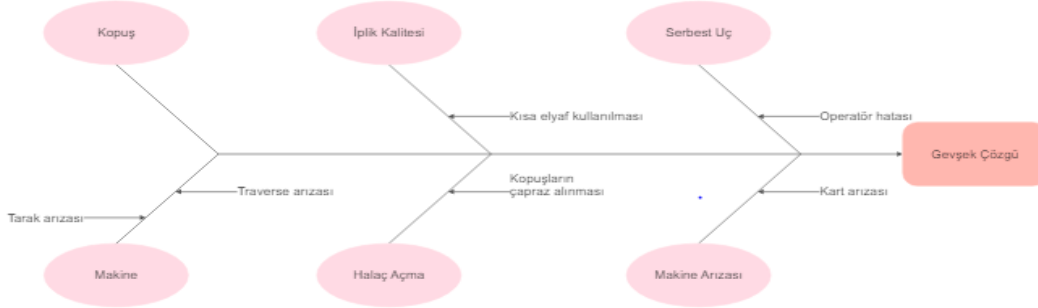 Kopuş
İplik Kalitesi
Serbest Uç
Kısa elyaf kullanılması
Operatör hatası
Gevşek Çözgü
Kopuşların
çapraz alınması
Traverse arızası
Kart arızası
Tarak arızası
Makine
Halaç Açma
Makine Arızası